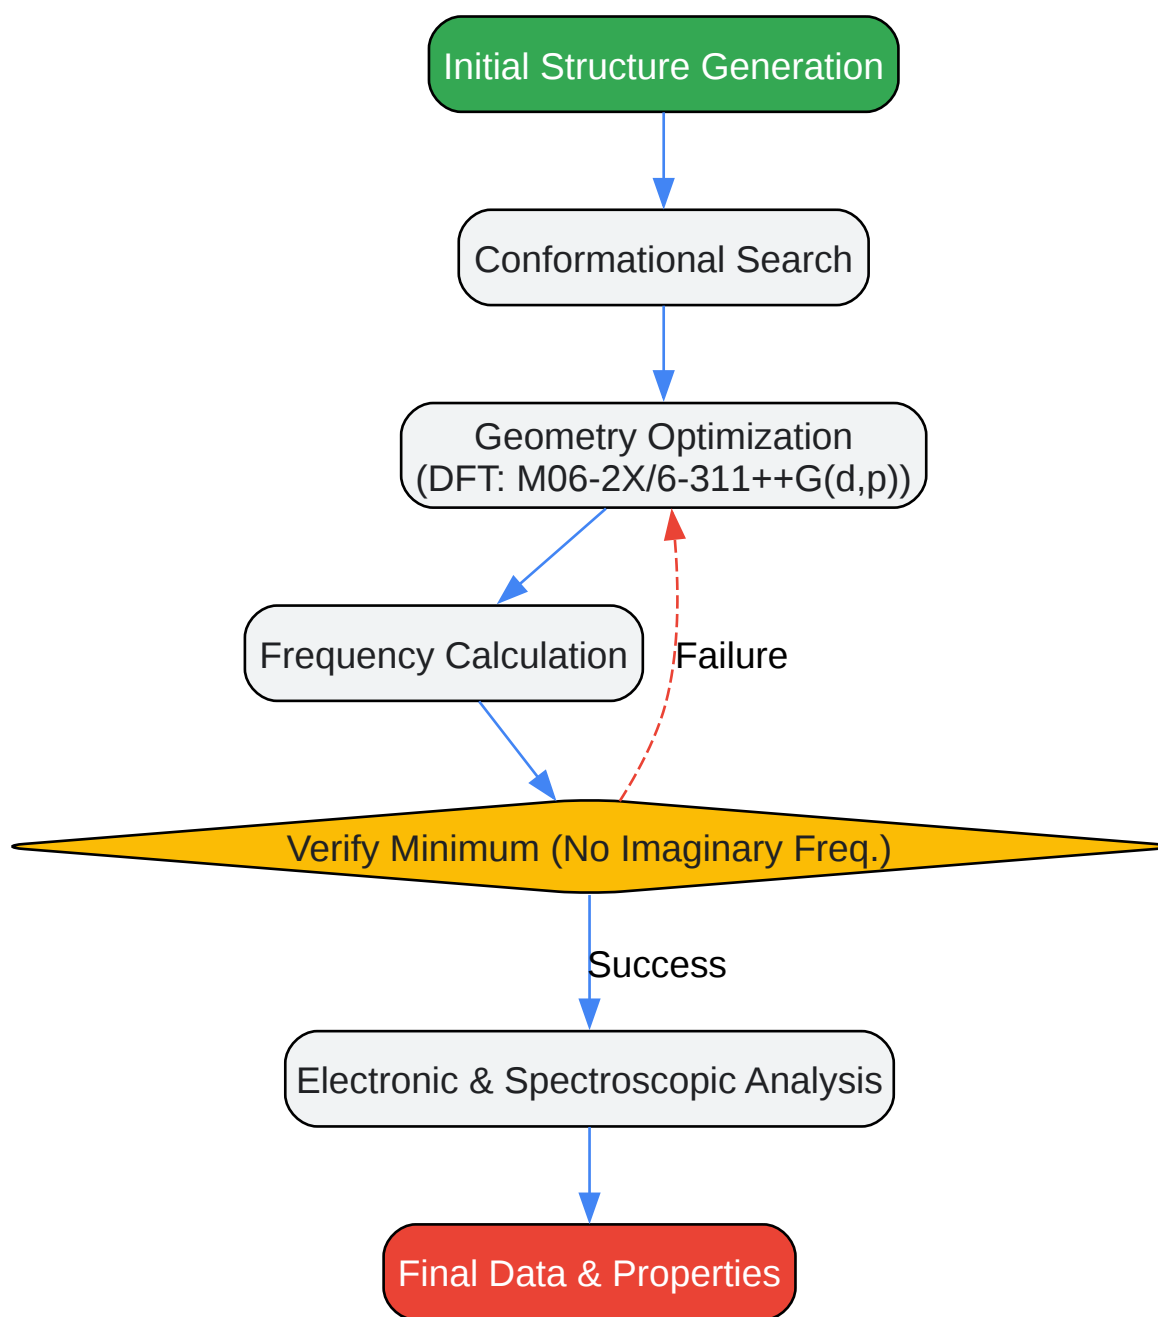 Initial Structure Generation
Conformational Search
Geometry Optimization
(DFT: M06-2X/6-311++G(d,p))
Frequency Calculation
Failure
Verify Minimum (No Imaginary Freq.)
Success
Electronic & Spectroscopic Analysis
Final Data & Properties